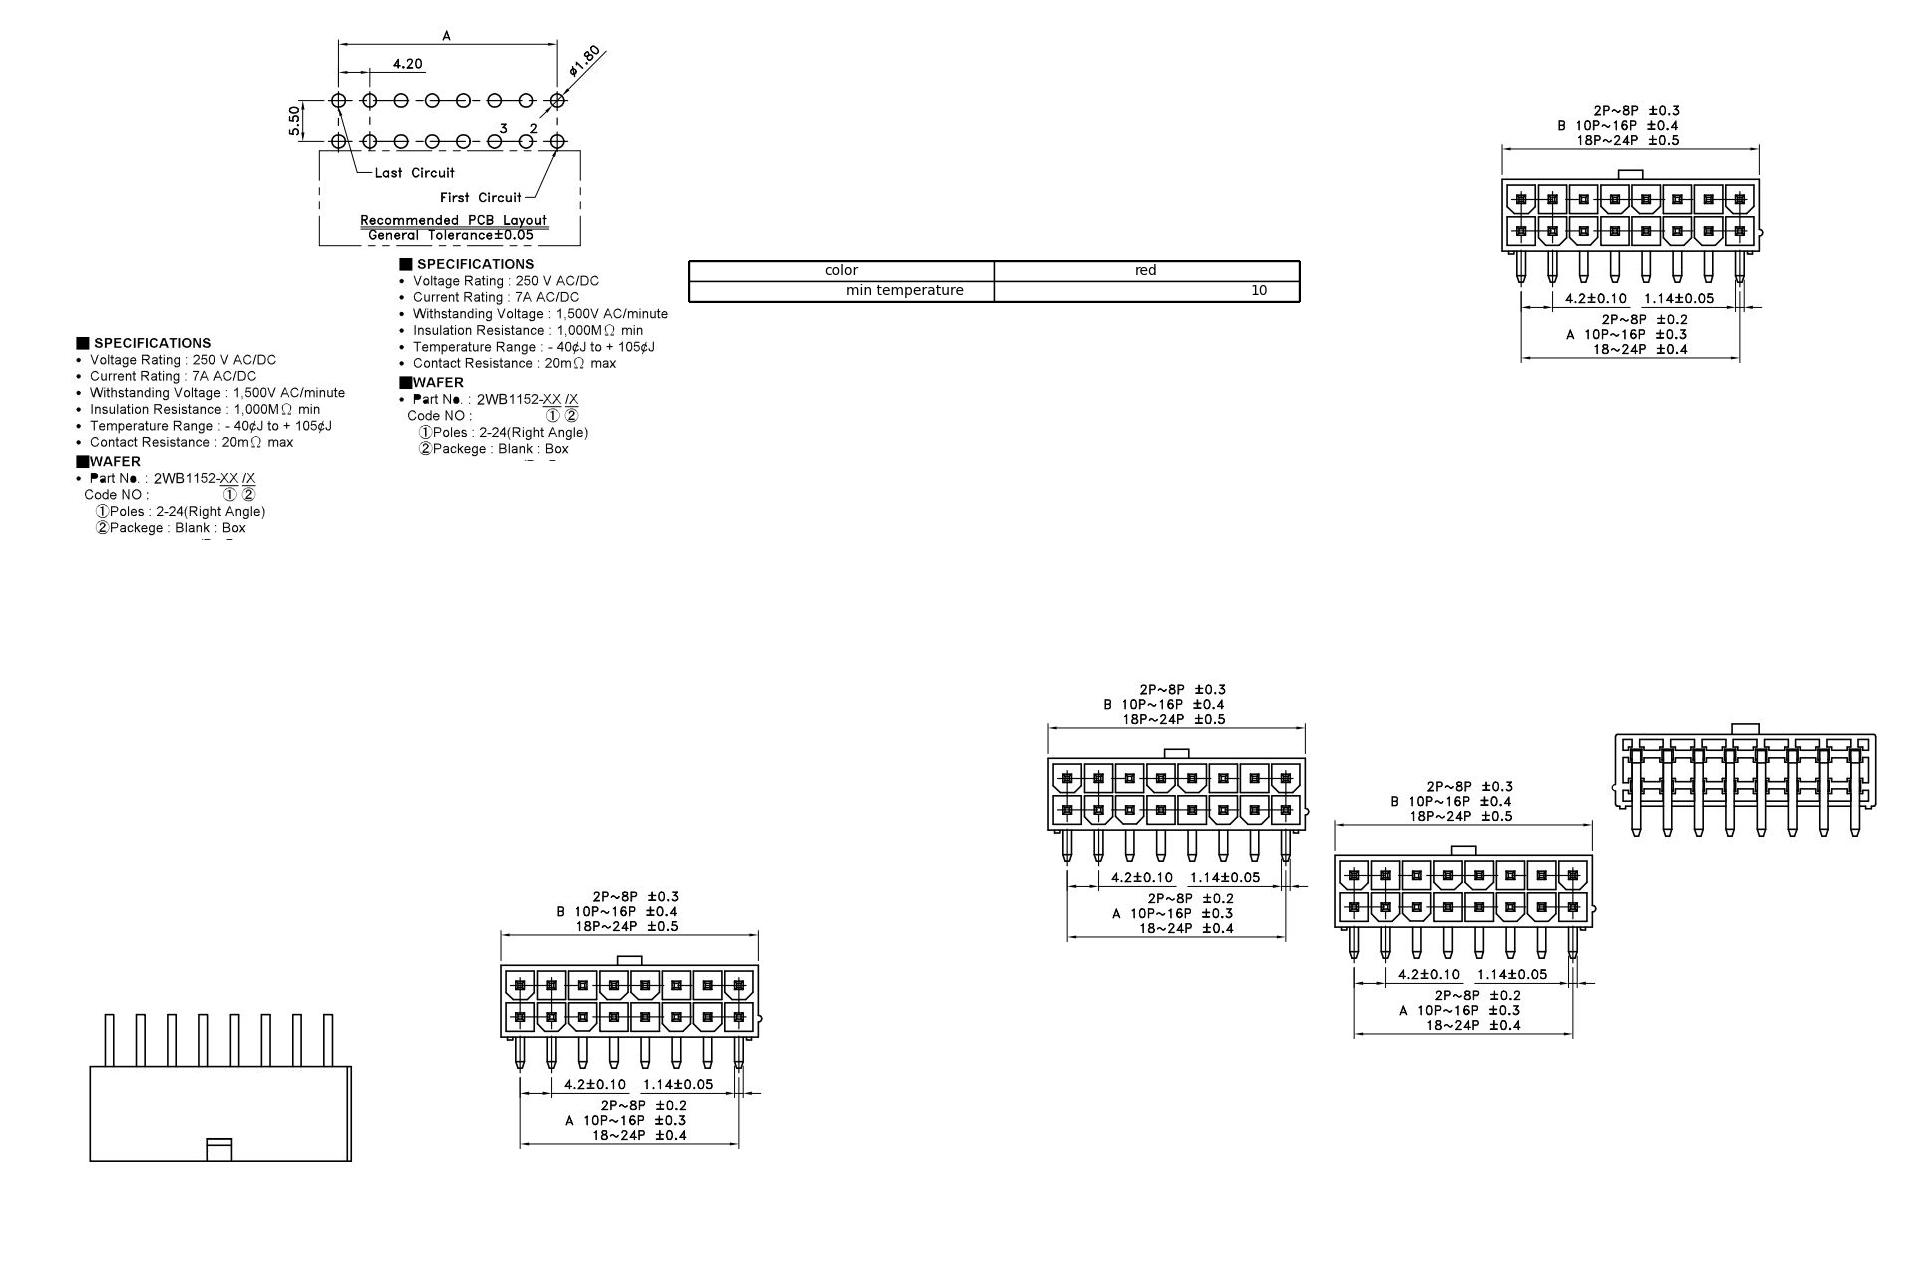 A
4.20
ø1.80
5.50
3 2
Last Circuit
First Circuit
Recommended PCB Layout
General Tolerance±0.05
■ SPECIFICATIONS
• Voltage Rating : 250 V AC/DC
• Current Rating : 7A AC/DC
• Withstanding Voltage : 1,500V AC/minute
• Insulation Resistance : 1,000MΩ min
• Temperature Range : - 40¢J to + 105¢J
• Contact Resistance : 20mΩ max
■WAFER
• Part No. : 2WB1152-XX /X
Code NO : ① ②
①Poles : 2-24(Right Angle)
②Packege : Blank : Box
■ SPECIFICATIONS
• Voltage Rating : 250 V AC/DC
• Current Rating : 7A AC/DC
• Withstanding Voltage : 1,500V AC/minute
• Insulation Resistance : 1,000MΩ min
• Temperature Range : - 40¢J to + 105¢J
• Contact Resistance : 20mΩ max
■WAFER
• Part No. : 2WB1152-XX /X
Code NO : ① ②
①Poles : 2-24(Right Angle)
②Packege : Blank : Box
color red
min temperature 10
2P~8P ±0.3
B 10P~16P ±0.4
18P~24P ±0.5
4.2±0.10 1.14±0.05
2P~8P ±0.2
A 10P~16P ±0.3
18~24P ±0.4
2P~8P ±0.3
B 10P~16P ±0.4
18P~24P ±0.5
4.2±0.10 1.14±0.05
2P~8P ±0.2
A 10P~16P ±0.3
18~24P ±0.4
2P~8P ±0.3
B 10P~16P ±0.4
18P~24P ±0.5
4.2±0.10 1.14±0.05
2P~8P ±0.2
A 10P~16P ±0.3
18~24P ±0.4
2P~8P ±0.3
B 10P~16P ±0.4
18P~24P ±0.5
4.2±0.10 1.14±0.05
2P~8P ±0.2
A 10P~16P ±0.3
18~24P ±0.4